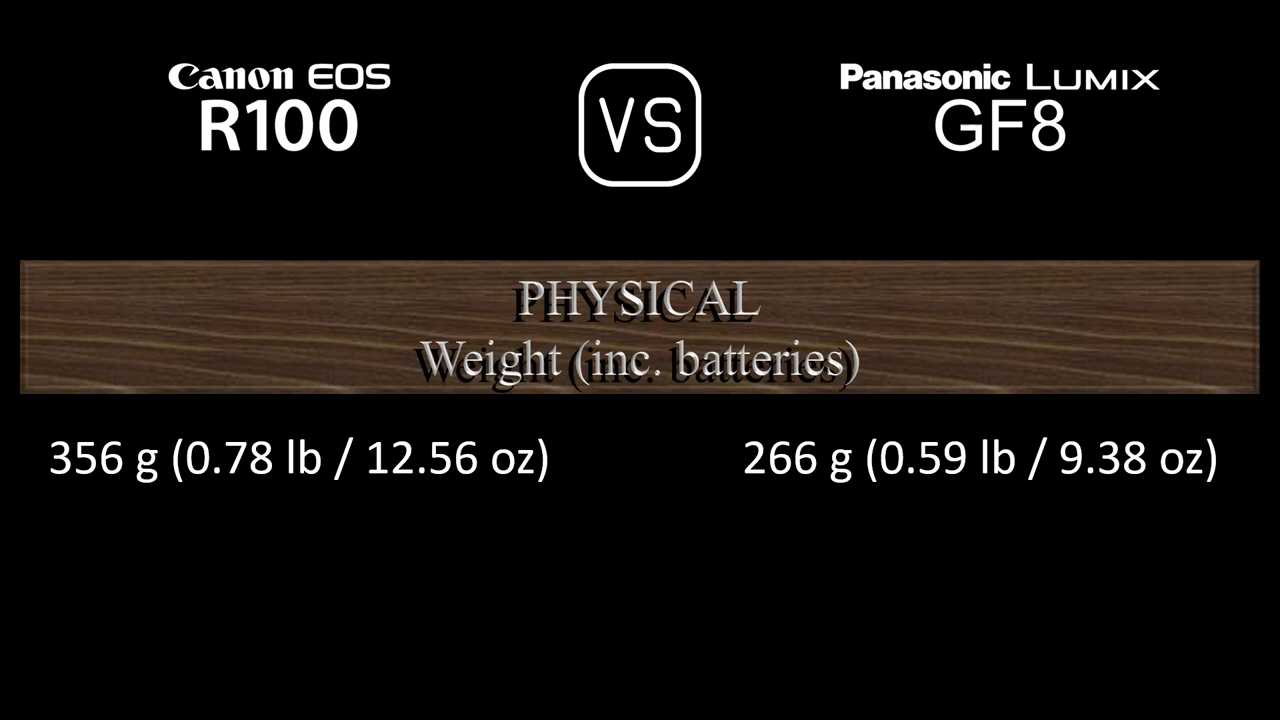 Canon EOS
R100
VS
Panasonic LUMIX
GF8
PHYSICAL
Weight (inc. batteries)
356 g (0.78 lb / 12.56 oz)
266 g (0.59 lb / 9.38 oz)